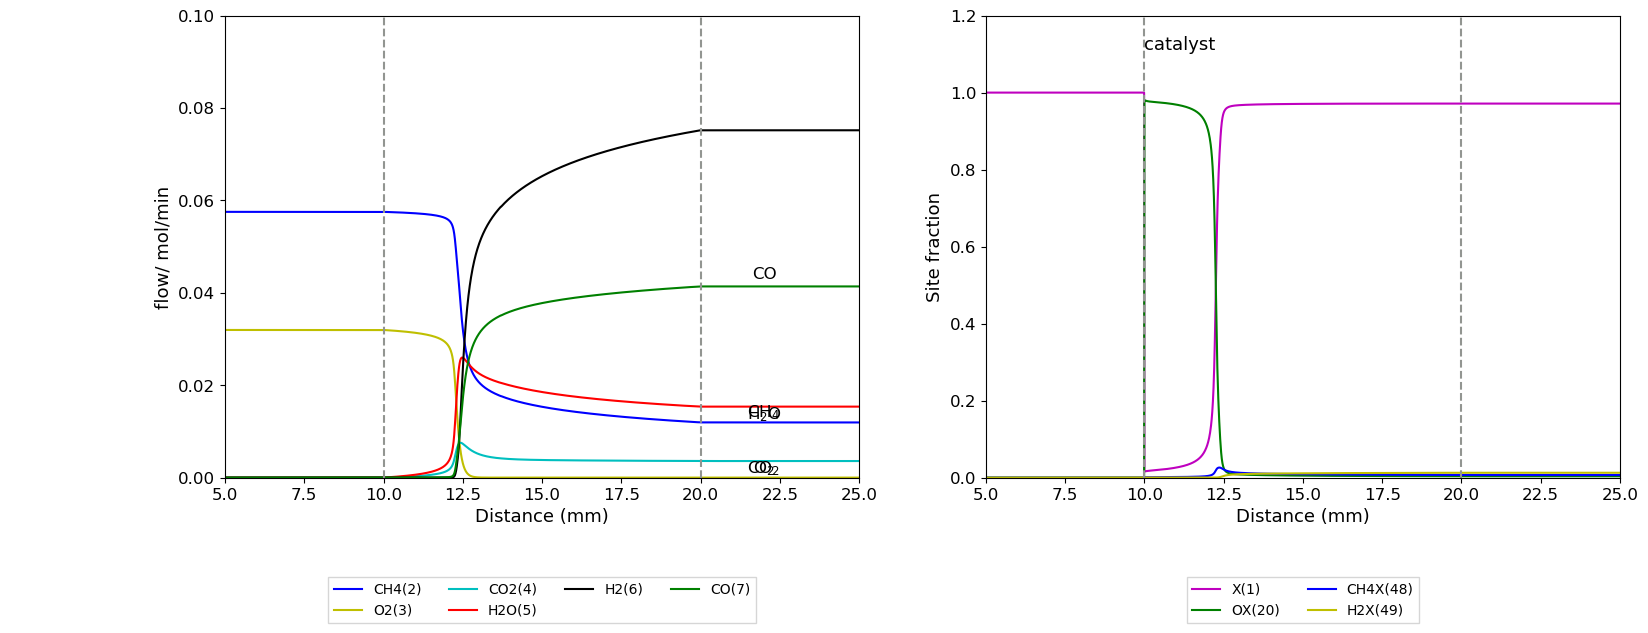 0.10
0.08
0.06
0.04
0.02
0.00
flow/ mol/min
CO
5.0 7.5 10.0 12.5 15.0 17.5 20.0 22.5 25.0
Distance (mm)
CH4(2) CO2(4) H2(6) CO(7)
O2(3) H2O(5)
1.2
1.0
0.8
0.6
0.4
0.2
0.0
Site fraction
catalyst
5.0 7.5 10.0 12.5 15.0 17.5 20.0 22.5 25.0
Distance (mm)
X(1) CH4X(48)
OX(20) H2X(49)